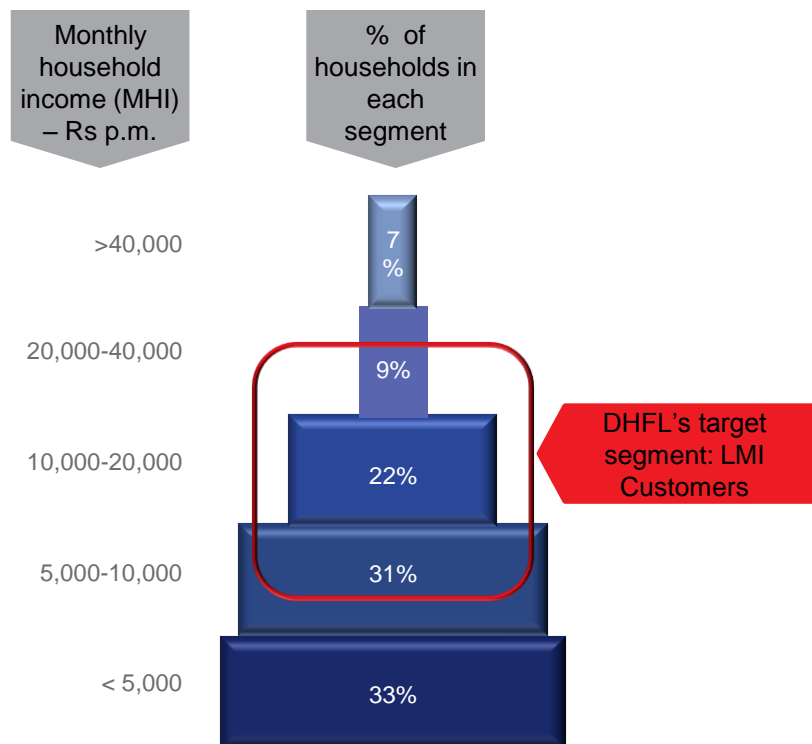 Monthly
household
income (MHI)
– Rs p.m.
% of
households in
each
segment
>40,000
7
%
20,000-40,000
9%
DHFL's target
segment: LMI
Customers
10,000-20,000
22%
5,000-10,000
31%
< 5,000
33%